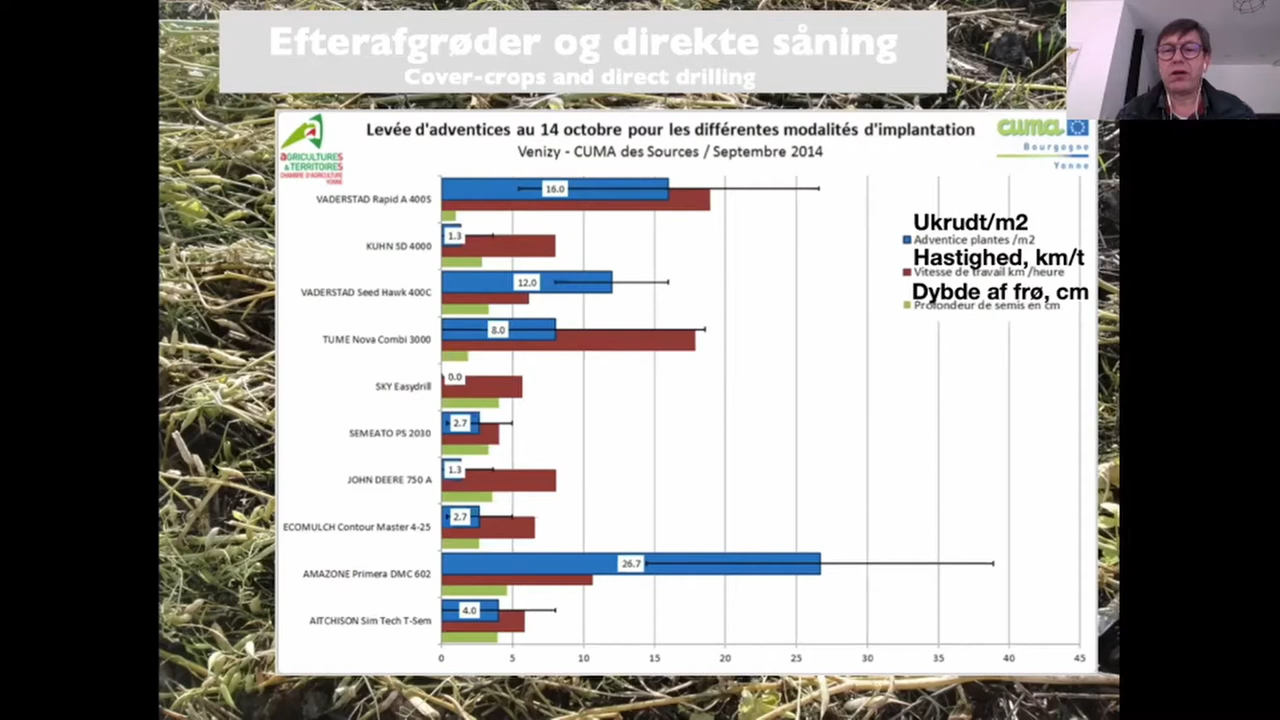 Efterafgrøder og direkte såning
Cover-crops and direct drilling
AGRICULTURES
& TERRITOIRES
CHAMBRE D'AGRICULTURE
YONNE
Levée d'adventices au 14 octobre pour les différentes modalités d'implantation
Venizy - CUMA des Sources / Septembre 2014
cuma
Bourgogne
Yonne
VADERSTAD Rapid A 400S
16.0
KUHN SD 4000
1.3
VADERSTAD Seed Hawk 400C
12.0
TUME Nova Combi 3000
8.0
SKY Easydrill
0.0
SEMEATO PS 2030
2.7
JOHN DEERE 750 A
1.3
ECOMULCH Contour Master 4-25
2.7
AMAZONE Primera DMC 602
26.7
AITCHISON Sim Tech T-Sem
4.0
Ukrudt/m2
Adventice plantes /m2
Hastighed, km/t
Vitesse de travail km /heure
Dybde af frø, cm
Profondeur de semis en cm
0 5 10 15 20 25 30 35 40 45